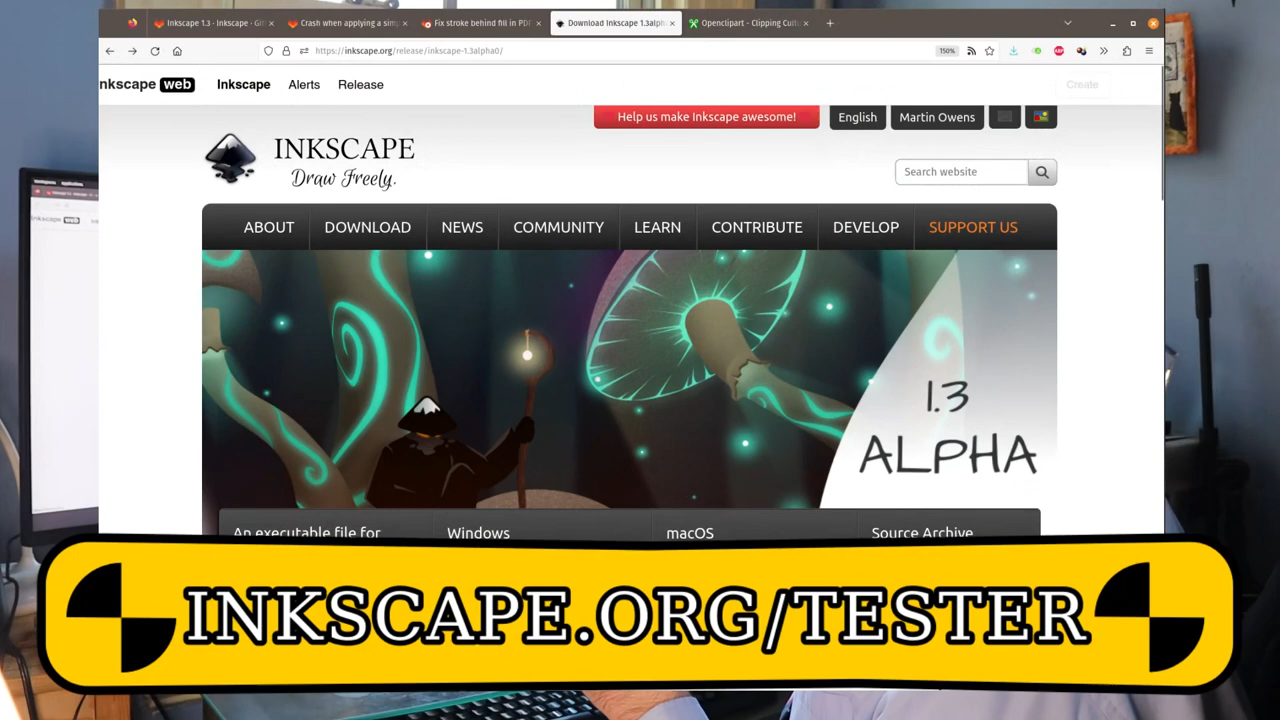 Inkscape 1.3 · Inkscape · Git
Crash when applying a sim
Fix stroke behind fill in PDF
Download Inkscape 1.3alph
Openclipart - Clipping Cultu
https://inkscape.org/release/inkscape-1.3alpha0/
150%
nkscape web
Inkscape
Alerts
Release
Create
Help us make Inkscape awesome!
English
Martin Owens
INKSCAPE
Draw Freely.
Search website
ABOUT
DOWNLOAD
NEWS
COMMUNITY
LEARN
CONTRIBUTE
DEVELOP
SUPPORT US
1.3
ALPHA
An executable file for
Windows
macOS
Source Archive
INKSCAPE.ORG/TESTER